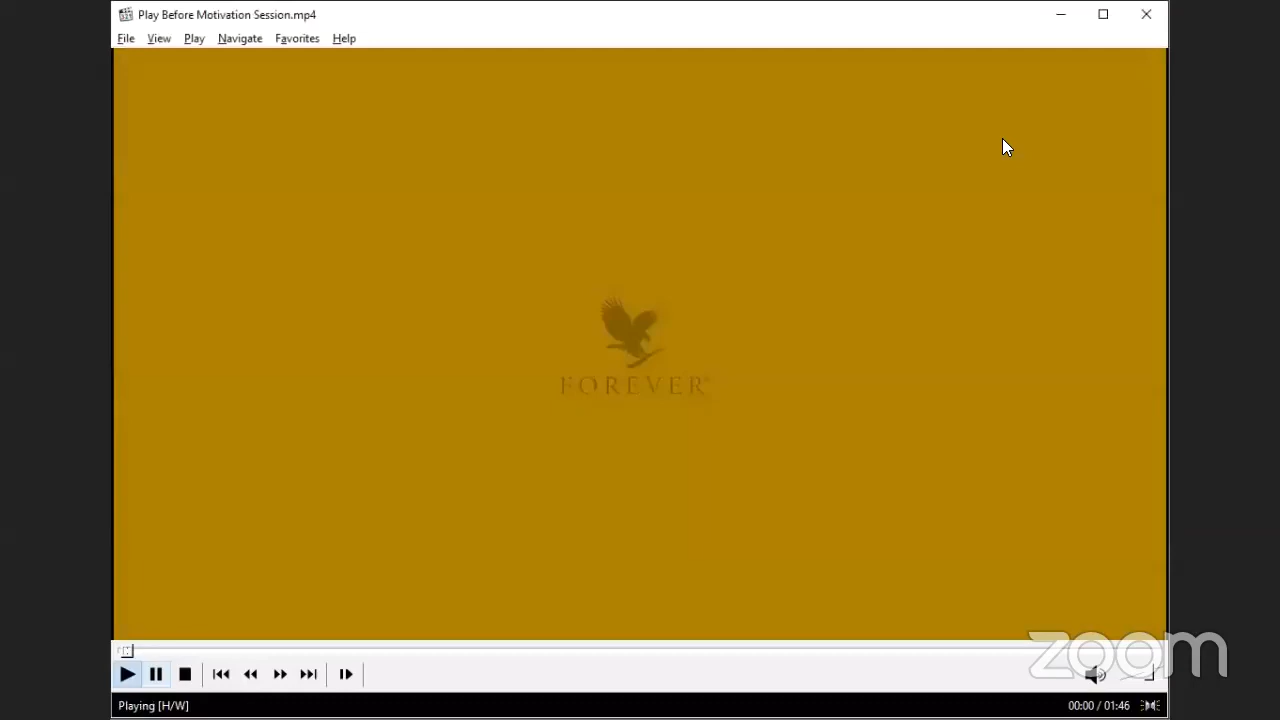 Play Before Motivation Session.mp4
File View Play Navigate Favorites Help
FOREVER
zoom
Playing [H/W]
00:00 / 01:46